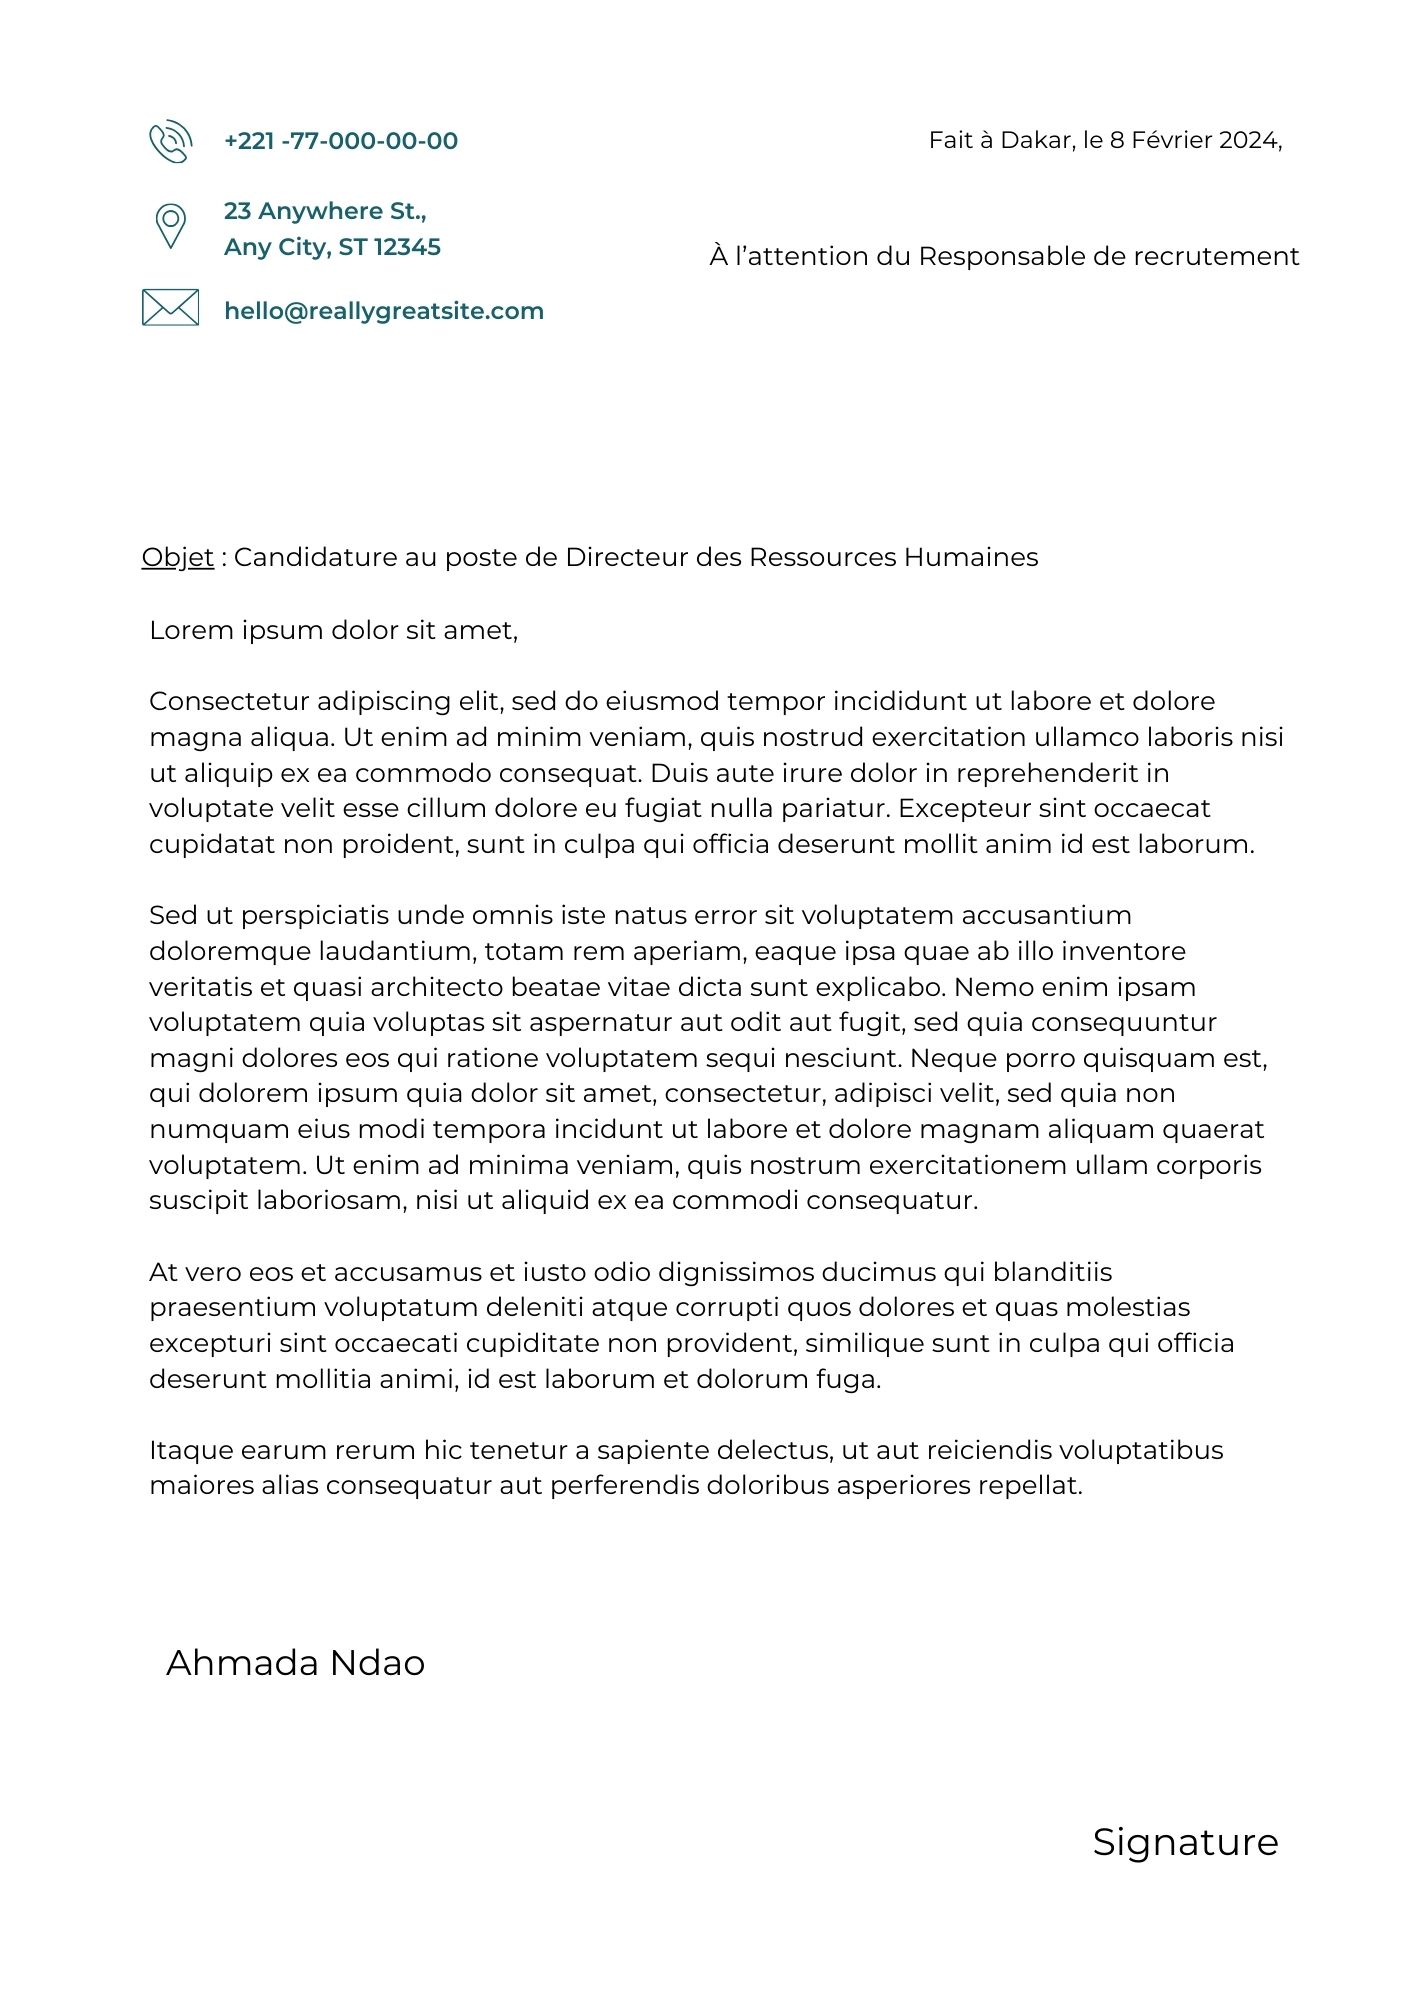 +221 -77-000-00-00
Fait à Dakar, le 8 Février 2024,
23 Anywhere St.,
Any City, ST 12345
À l’attention du Responsable de recrutement
hello@reallygreatsite.com
Objet : Candidature au poste de Directeur des Ressources Humaines
Lorem ipsum dolor sit amet,
Consectetur adipiscing elit, sed do eiusmod tempor incididunt ut labore et dolore
magna aliqua. Ut enim ad minim veniam, quis nostrud exercitation ullamco laboris nisi
ut aliquip ex ea commodo consequat. Duis aute irure dolor in reprehenderit in
voluptate velit esse cillum dolore eu fugiat nulla pariatur. Excepteur sint occaecat
cupidatat non proident, sunt in culpa qui officia deserunt mollit anim id est laborum.
Sed ut perspiciatis unde omnis iste natus error sit voluptatem accusantium
doloremque laudantium, totam rem aperiam, eaque ipsa quae ab illo inventore
veritatis et quasi architecto beatae vitae dicta sunt explicabo. Nemo enim ipsam
voluptatem quia voluptas sit aspernatur aut odit aut fugit, sed quia consequuntur
magni dolores eos qui ratione voluptatem sequi nesciunt. Neque porro quisquam est,
qui dolorem ipsum quia dolor sit amet, consectetur, adipisci velit, sed quia non
numquam eius modi tempora incidunt ut labore et dolore magnam aliquam quaerat
voluptatem. Ut enim ad minima veniam, quis nostrum exercitationem ullam corporis
suscipit laboriosam, nisi ut aliquid ex ea commodi consequatur.
At vero eos et accusamus et iusto odio dignissimos ducimus qui blanditiis
praesentium voluptatum deleniti atque corrupti quos dolores et quas molestias
excepturi sint occaecati cupiditate non provident, similique sunt in culpa qui officia
deserunt mollitia animi, id est laborum et dolorum fuga.
Itaque earum rerum hic tenetur a sapiente delectus, ut aut reiciendis voluptatibus
maiores alias consequatur aut perferendis doloribus asperiores repellat.
Ahmada Ndao
Signature